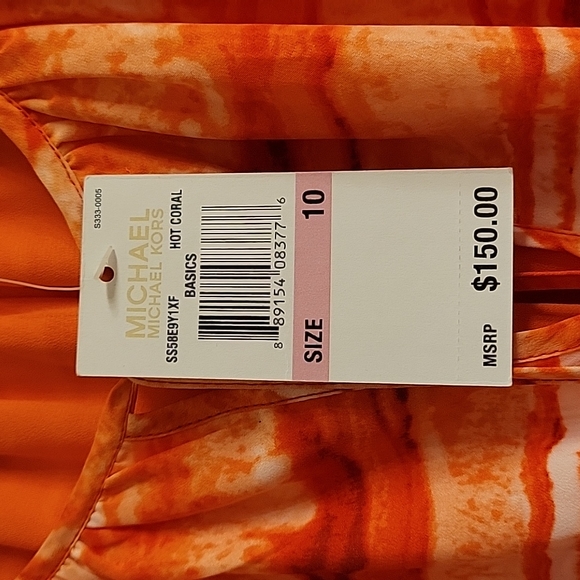 S333-0005
MICHAEL
MICHAEL KORS
SS58E9Y1XF HOT CORAL
BASICS
8 89154 08377 6
SIZE 10
MSRP $150.00